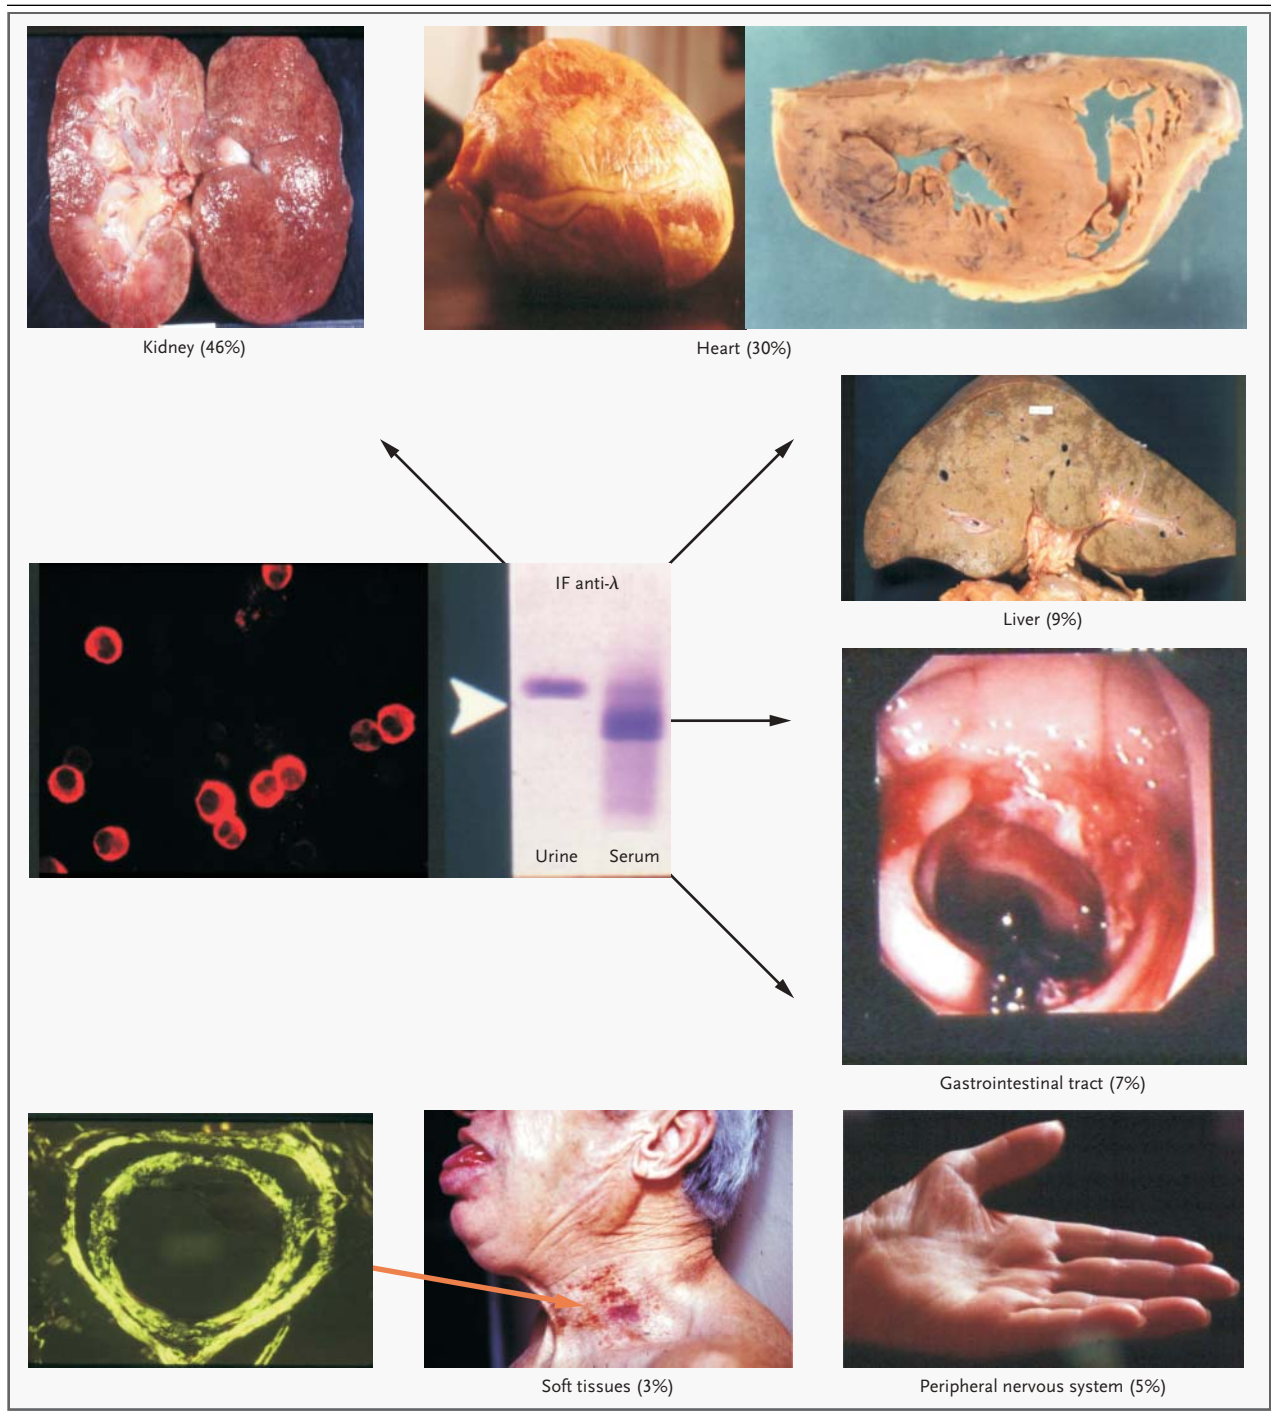 Kidney (46%)
Heart (30%)
Liver (9%)
IF anti-λ
Urine Serum
Gastrointestinal tract (7%)
Soft tissues (3%)
Peripheral nervous system (5%)